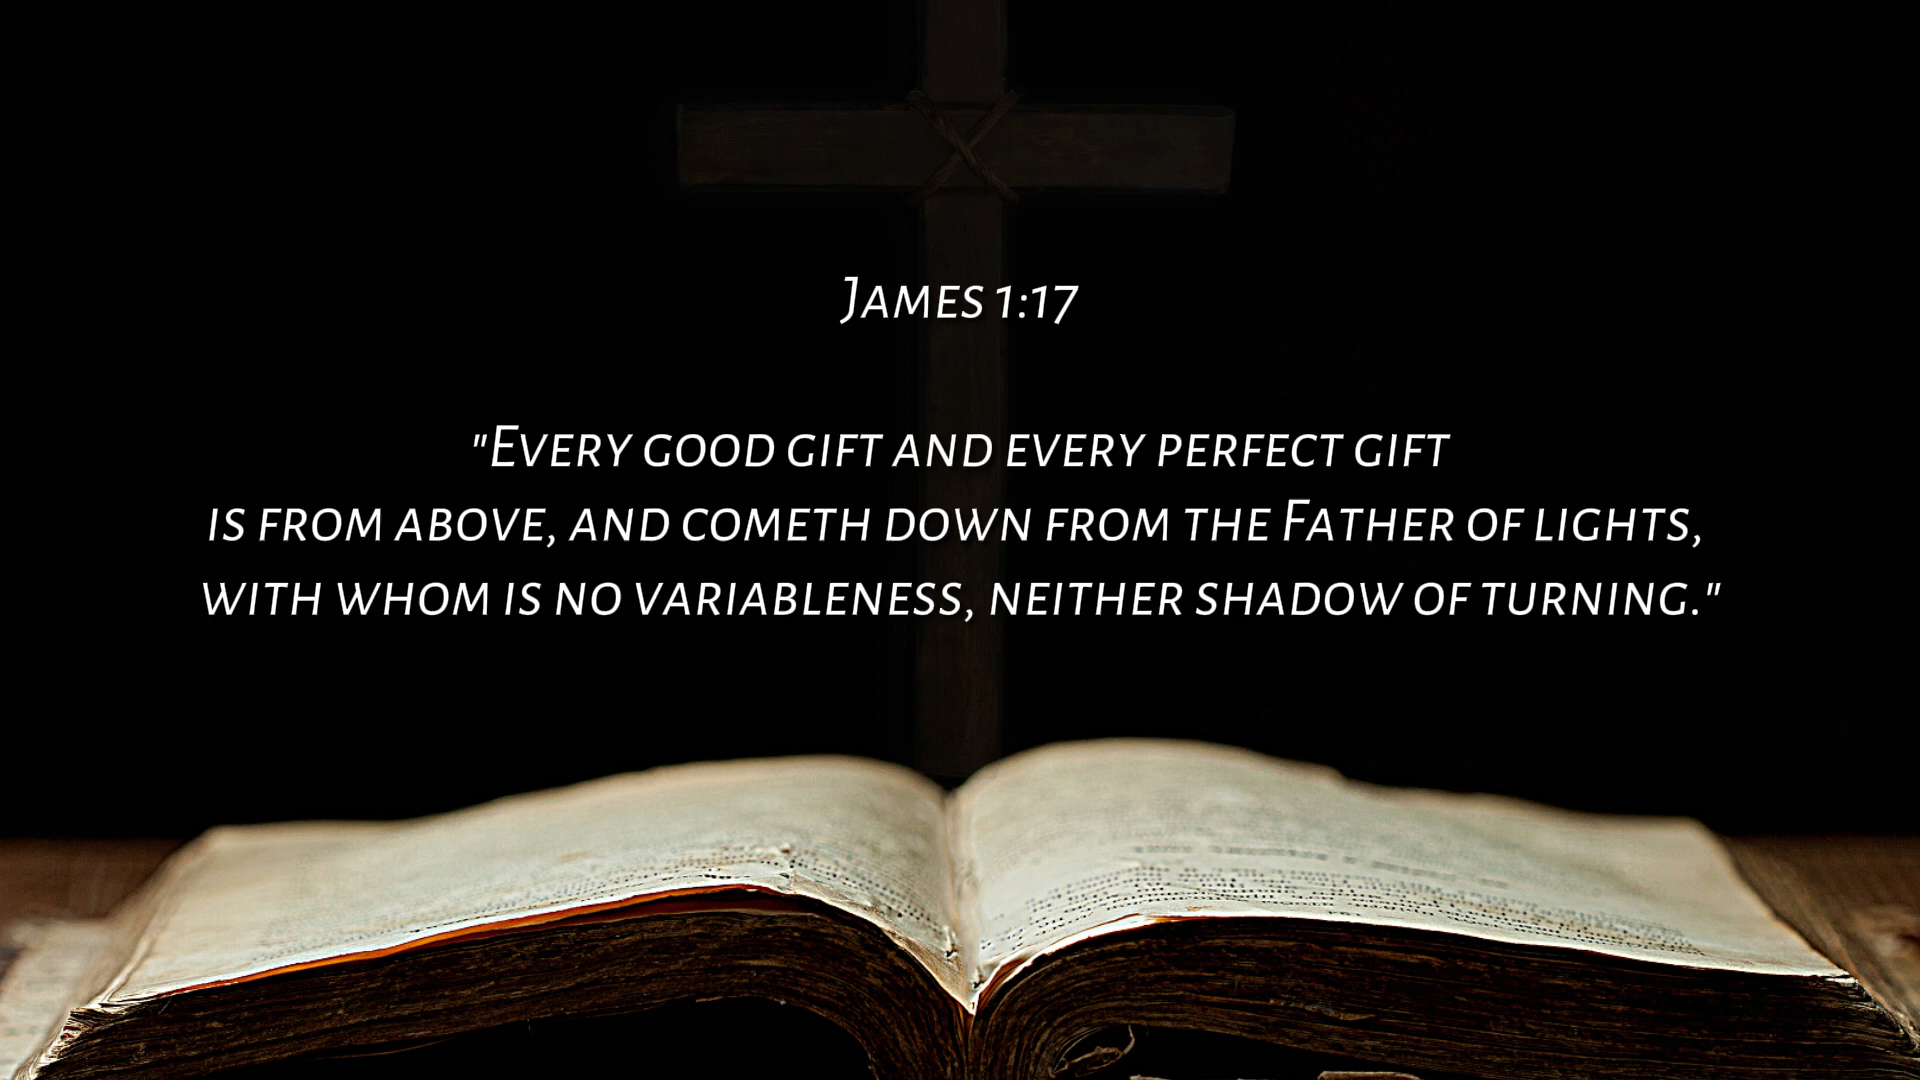 James 1:17
"Every good gift and every perfect gift
is from above, and cometh down from the Father of lights,
with whom is no variableness, neither shadow of turning."